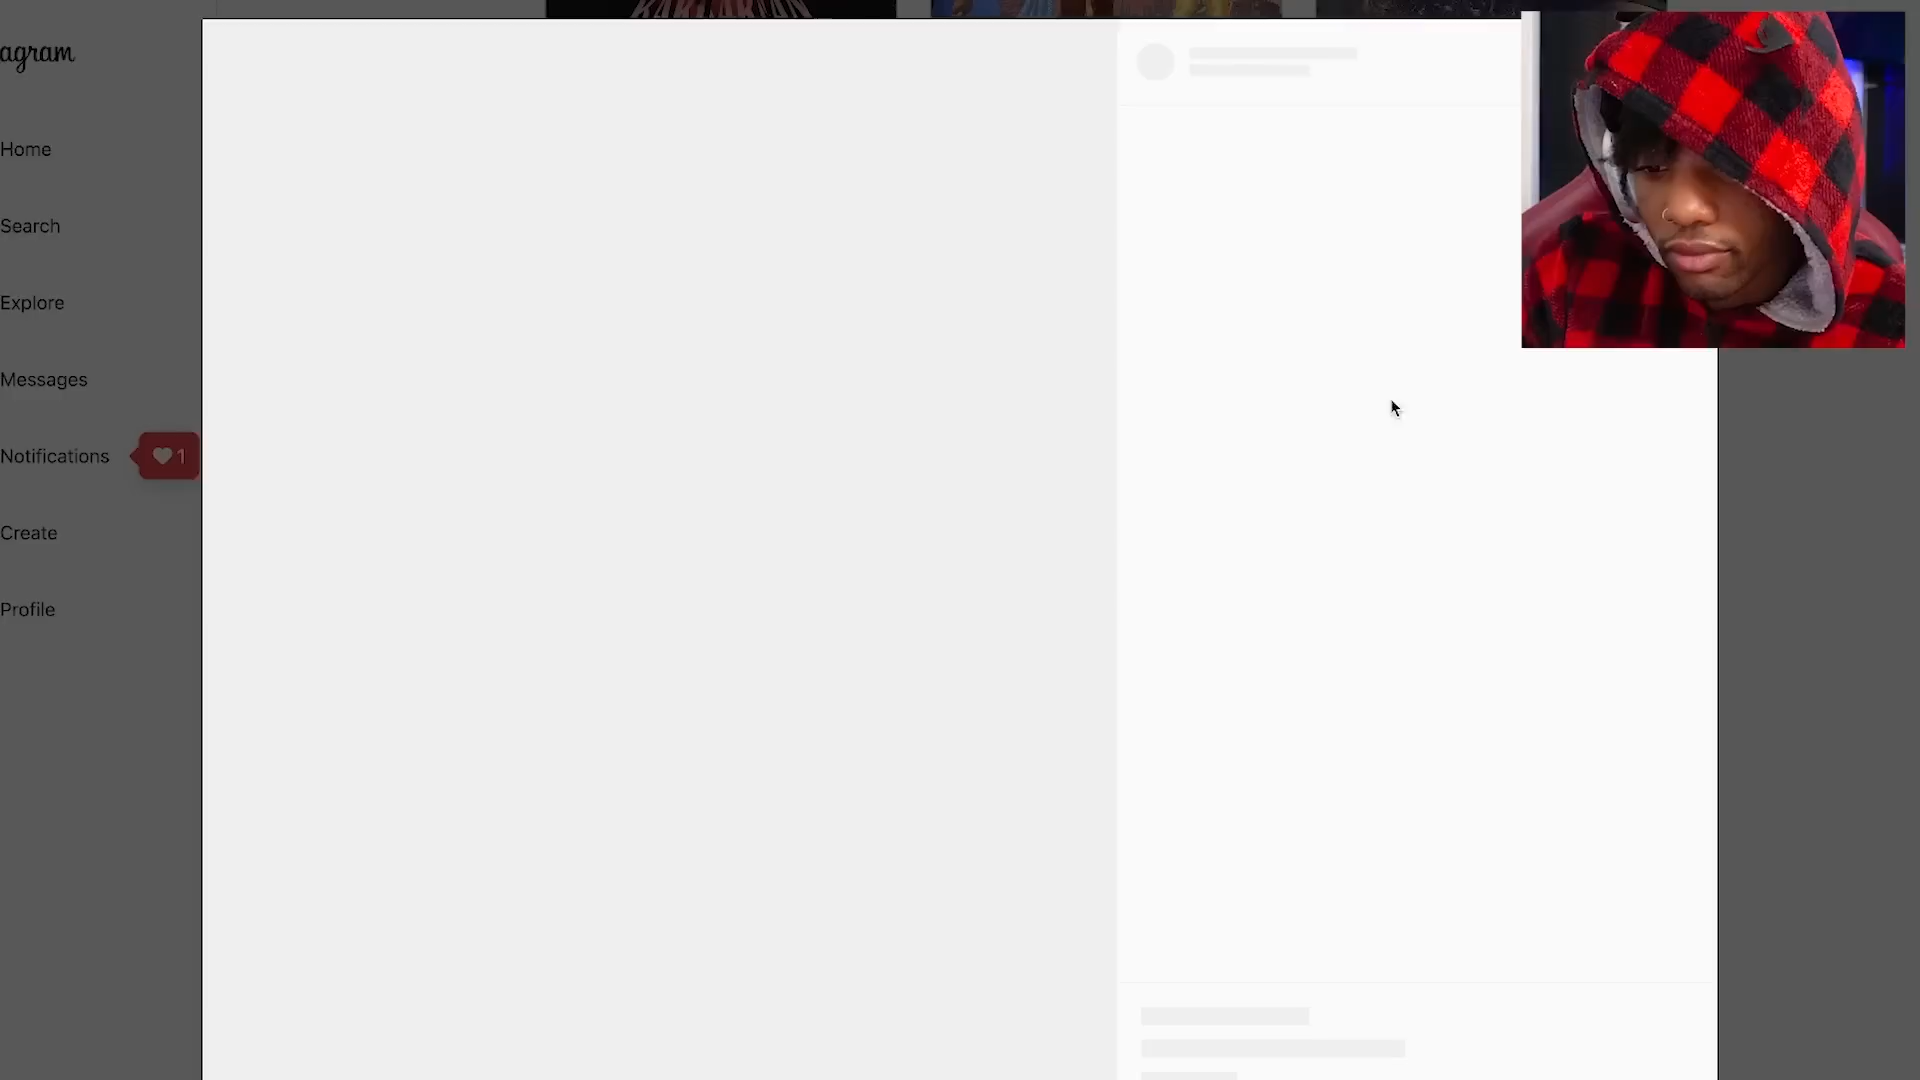 agram
Home
Search
Explore
Messages
Notifications
1
Create
Profile